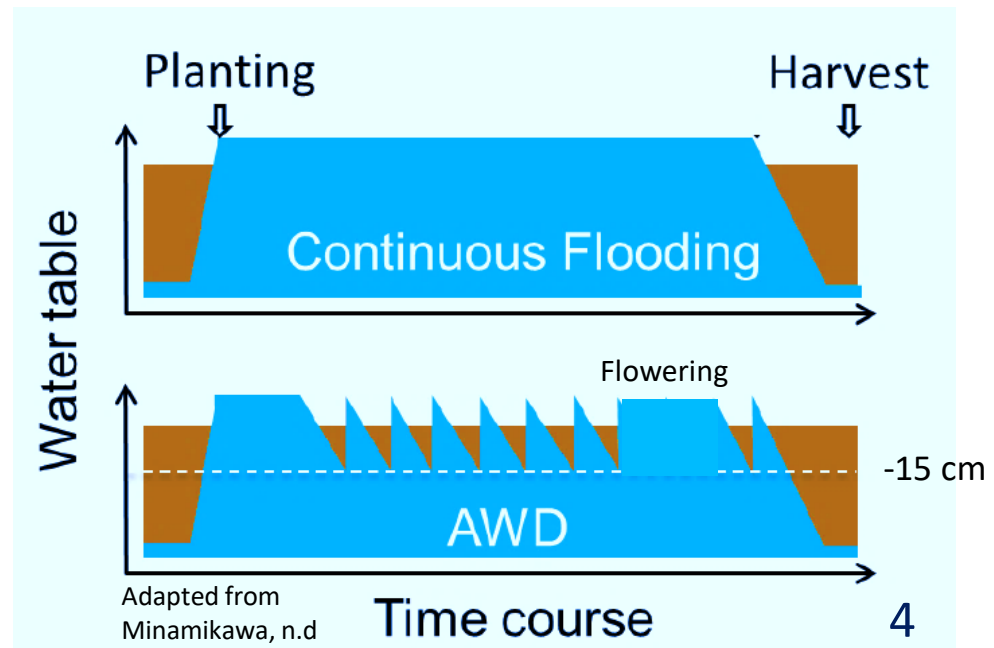 Planting
Harvest
Water table
Continuous Flooding
Flowering
-15 cm
AWD
Adapted from
Minamikawa, n.d
Time course
4